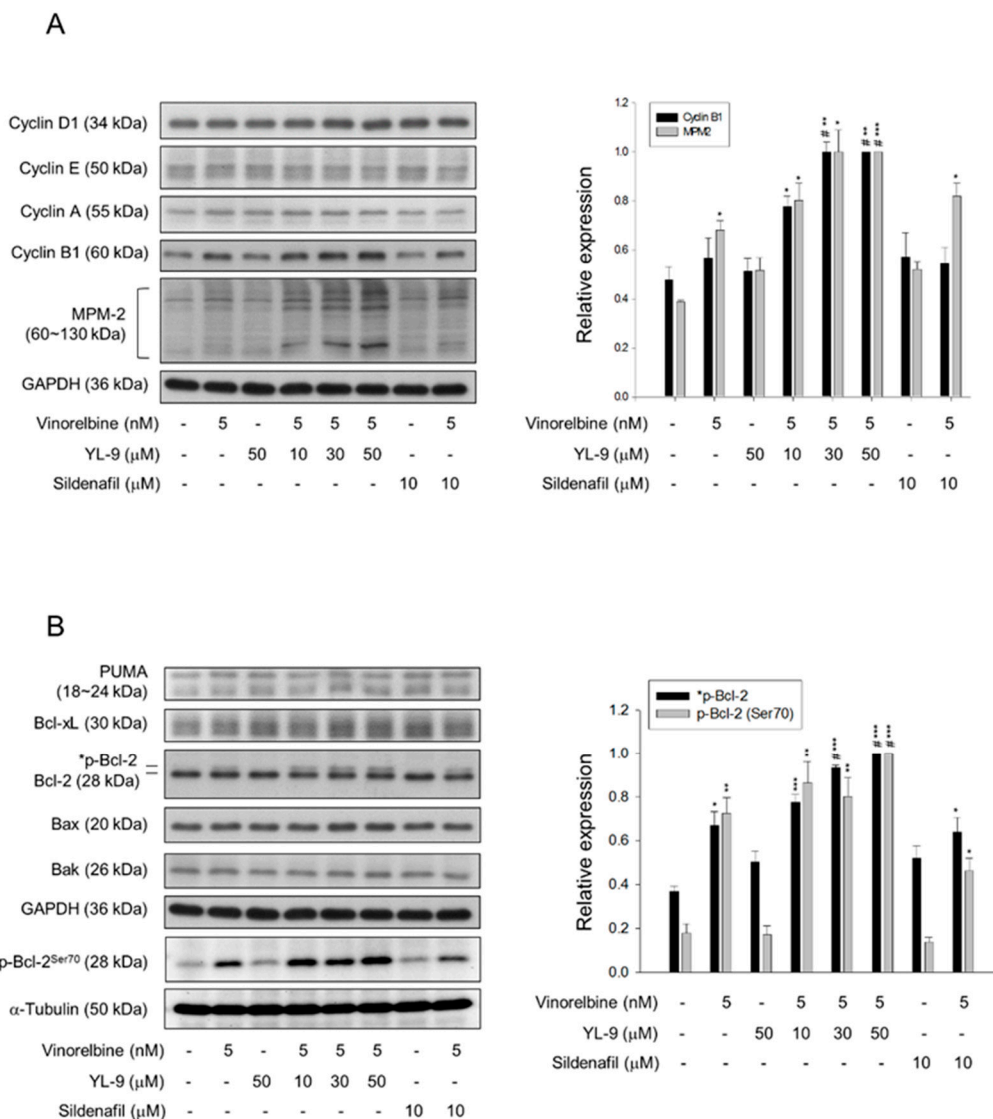 A
Cyclin D1 (34 kDa)
Cyclin E (50 kDa)
Cyclin A (55 kDa)
Cyclin B1 (60 kDa)
MPM-2
(60~130 kDa)
GAPDH (36 kDa)
Vinorelbine (nM) - 5 - 5 5 5 - 5
YL-9 (μM) - - 50 10 30 50 - -
Sildenafil (μM) - - - - - - 10 10
Cyclin B1
MPM2
Relative expression
1.2
1.0
0.8
0.6
0.4
0.2
0.0
* * * # ** * # ** *** *
Vinorelbine (nM) - 5 - 5 5 5 - 5
YL-9 (μM) - - 50 10 30 50 - -
Sildenafil (μM) - - - - - - 10 10
B
PUMA
(18~24 kDa)
Bcl-xL (30 kDa)
*p-Bcl-2
Bcl-2 (28 kDa)
Bax (20 kDa)
Bak (26 kDa)
GAPDH (36 kDa)
p-Bcl-2Ser70 (28 kDa)
α-Tubulin (50 kDa)
Vinorelbine (nM) - 5 - 5 5 5 - 5
YL-9 (μM) - - 50 10 30 50 - -
Sildenafil (μM) - - - - - - 10 10
*p-Bcl-2
p-Bcl-2 (Ser70)
Relative expression
1.2
1.0
0.8
0.6
0.4
0.2
0.0
* ** *** ** # *** ** # *** # *** * *
Vinorelbine (nM) - 5 - 5 5 5 - 5
YL-9 (μM) - - 50 10 30 50 - -
Sildenafil (μM) - - - - - - 10 10